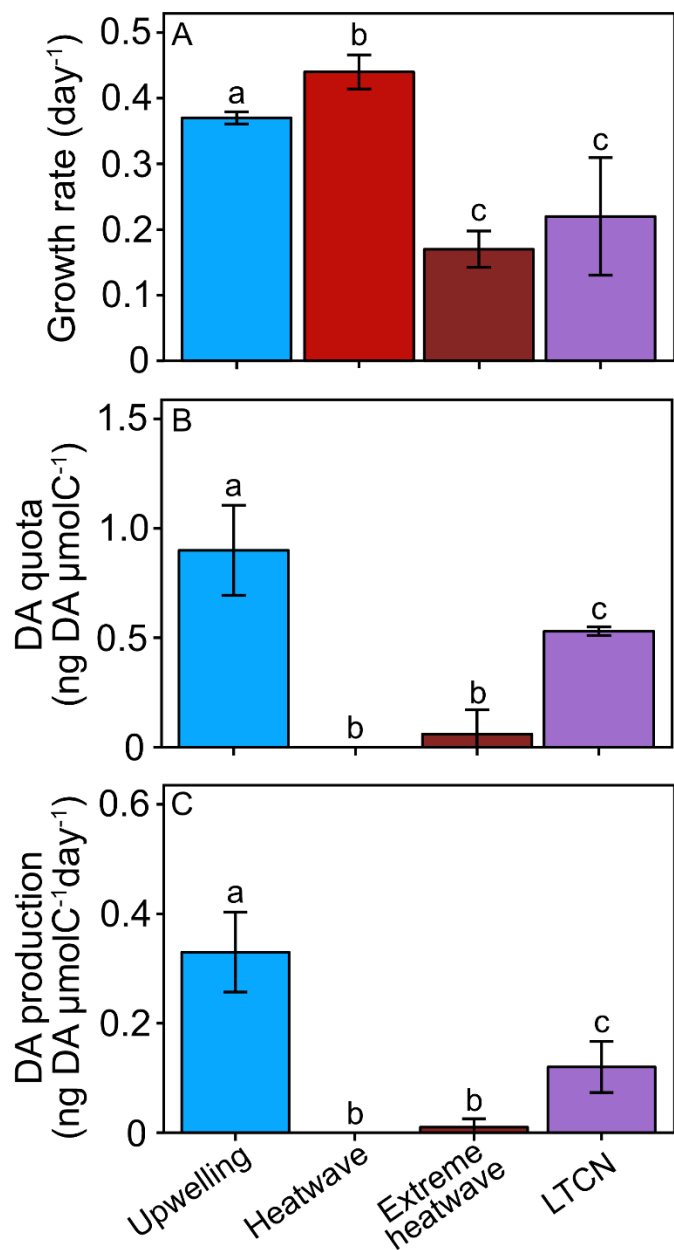 A
Growth rate (day⁻¹)
0.5
0.4
0.3
0.2
0.1
0
a
b
c
c
B
DA quota
(ng DA μmolC⁻¹)
1.5
1.0
0.5
0
a
b
b
c
C
DA production
(ng DA μmolC⁻¹day⁻¹)
0.6
0.4
0.2
0
a
b
b
c
Upwelling
Heatwave
Extreme
heatwave
LTCN